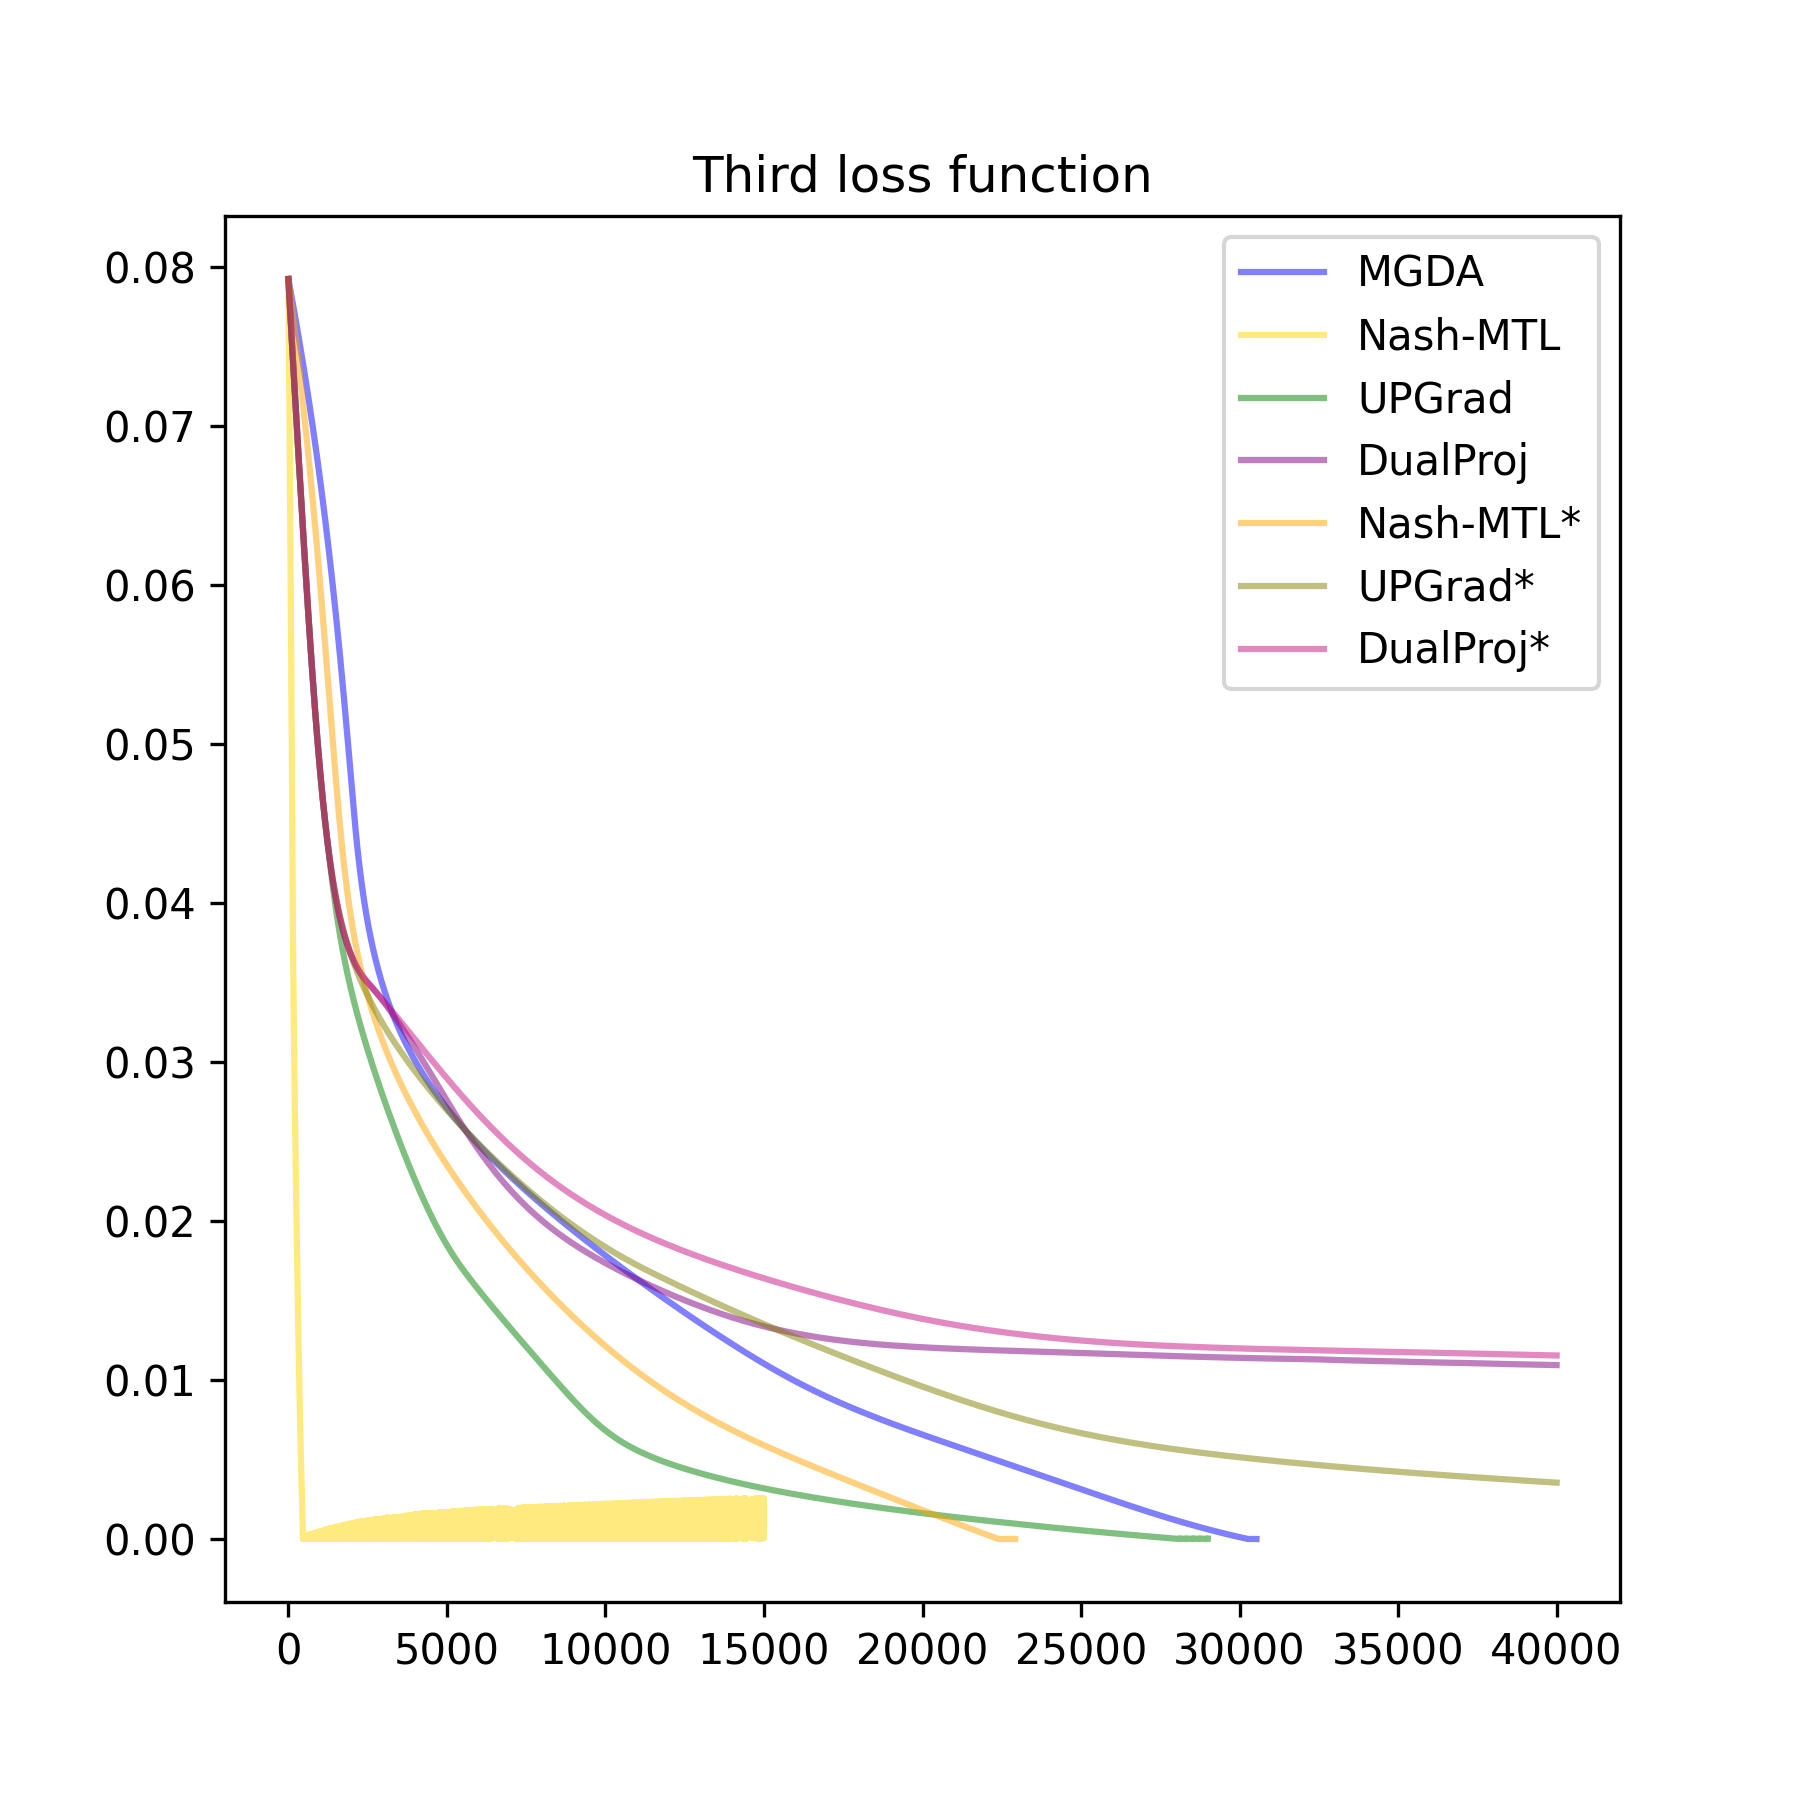 Third loss function
0.08
0.07
0.06
0.05
0.04
0.03
0.02
0.01
0.00
MGDA
Nash-MTL
UPGrad
DualProj
Nash-MTL*
UPGrad*
DualProj*
0 5000 10000 15000 20000 25000 30000 35000 40000